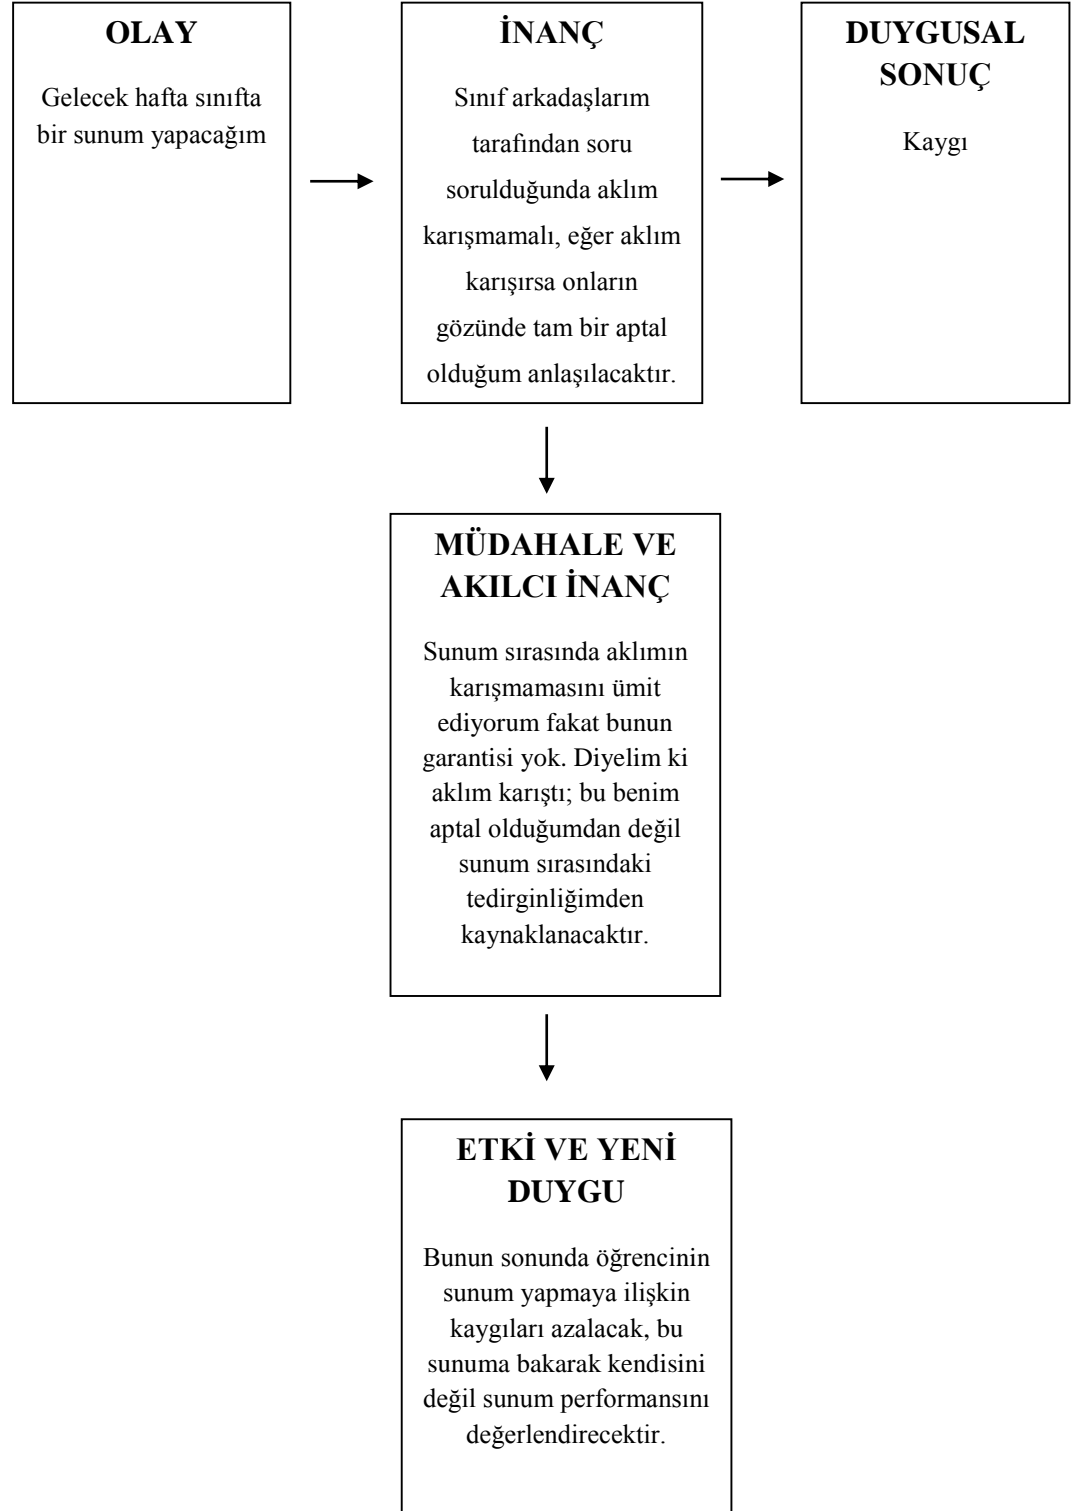 OLAY
Gelecek hafta sınıfta
bir sunum yapacağım
İNANÇ
Sınıf arkadaşlarım
tarafından soru
sorulduğunda aklım
karışmamalı, eğer aklım
karışırsa onların
gözünde tam bir aptal
olduğum anlaşılacaktır.
DUYGUSAL
SONUÇ
Kaygı
MÜDAHALE VE
AKILCI İNANÇ
Sunum sırasında aklımın
karışmamasını ümit
ediyorum fakat bunun
garantisi yok. Diyelim ki
aklım karıştı; bu benim
aptal olduğumdan değil
sunum sırasındaki
tedirginliğimden
kaynaklanacaktır.
ETKİ VE YENİ
DUYGU
Bunun sonunda öğrencinin
sunum yapmaya ilişkin
kaygıları azalacak, bu
sunuma bakarak kendisini
değil sunum performansını
değerlendirecektir.